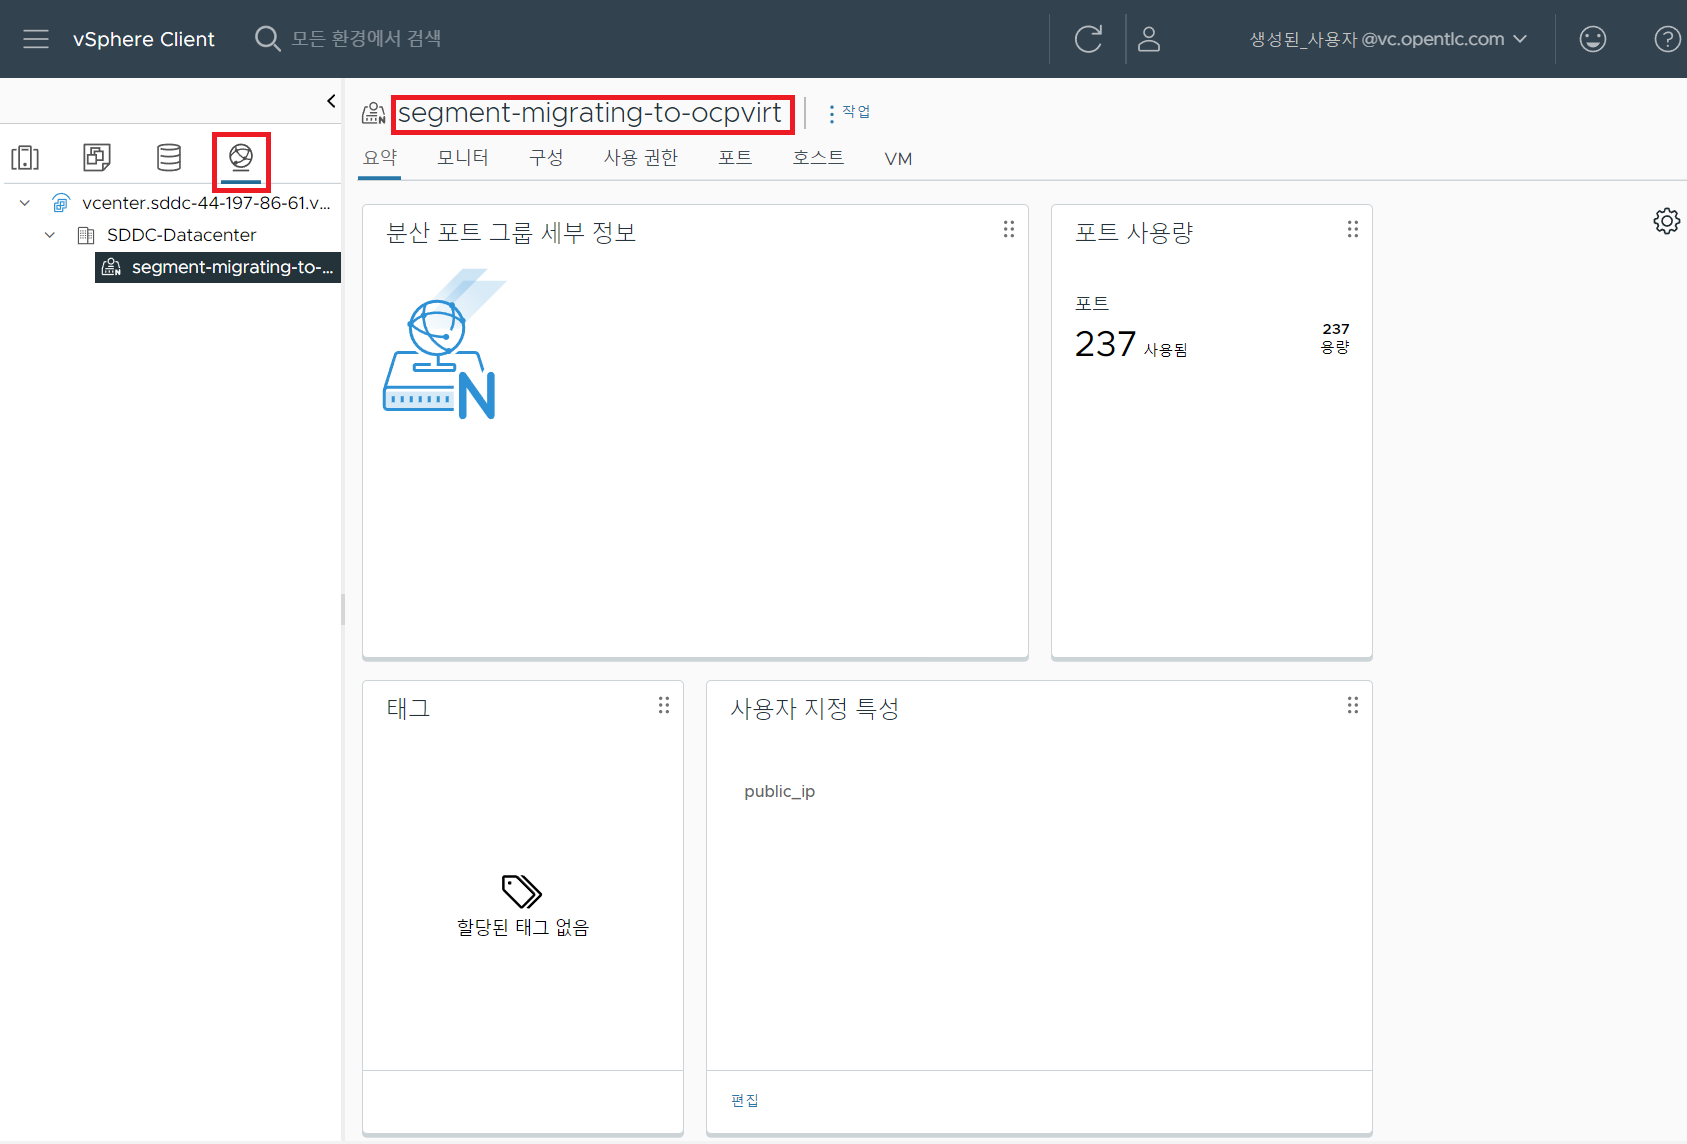 vSphere Client
모든 환경에서 검색
생성된_사용자 @vc.opentlc.com
segment-migrating-to-ocpvirt
작업
요약 모니터 구성 사용 권한 포트 호스트 VM
vcenter.sddc-44-197-86-61.v...
SDDC-Datacenter
segment-migrating-to-...
분산 포트 그룹 세부 정보
N
포트 사용량
포트
237 사용됨
237
용량
태그
할당된 태그 없음
사용자 지정 특성
public_ip
편집